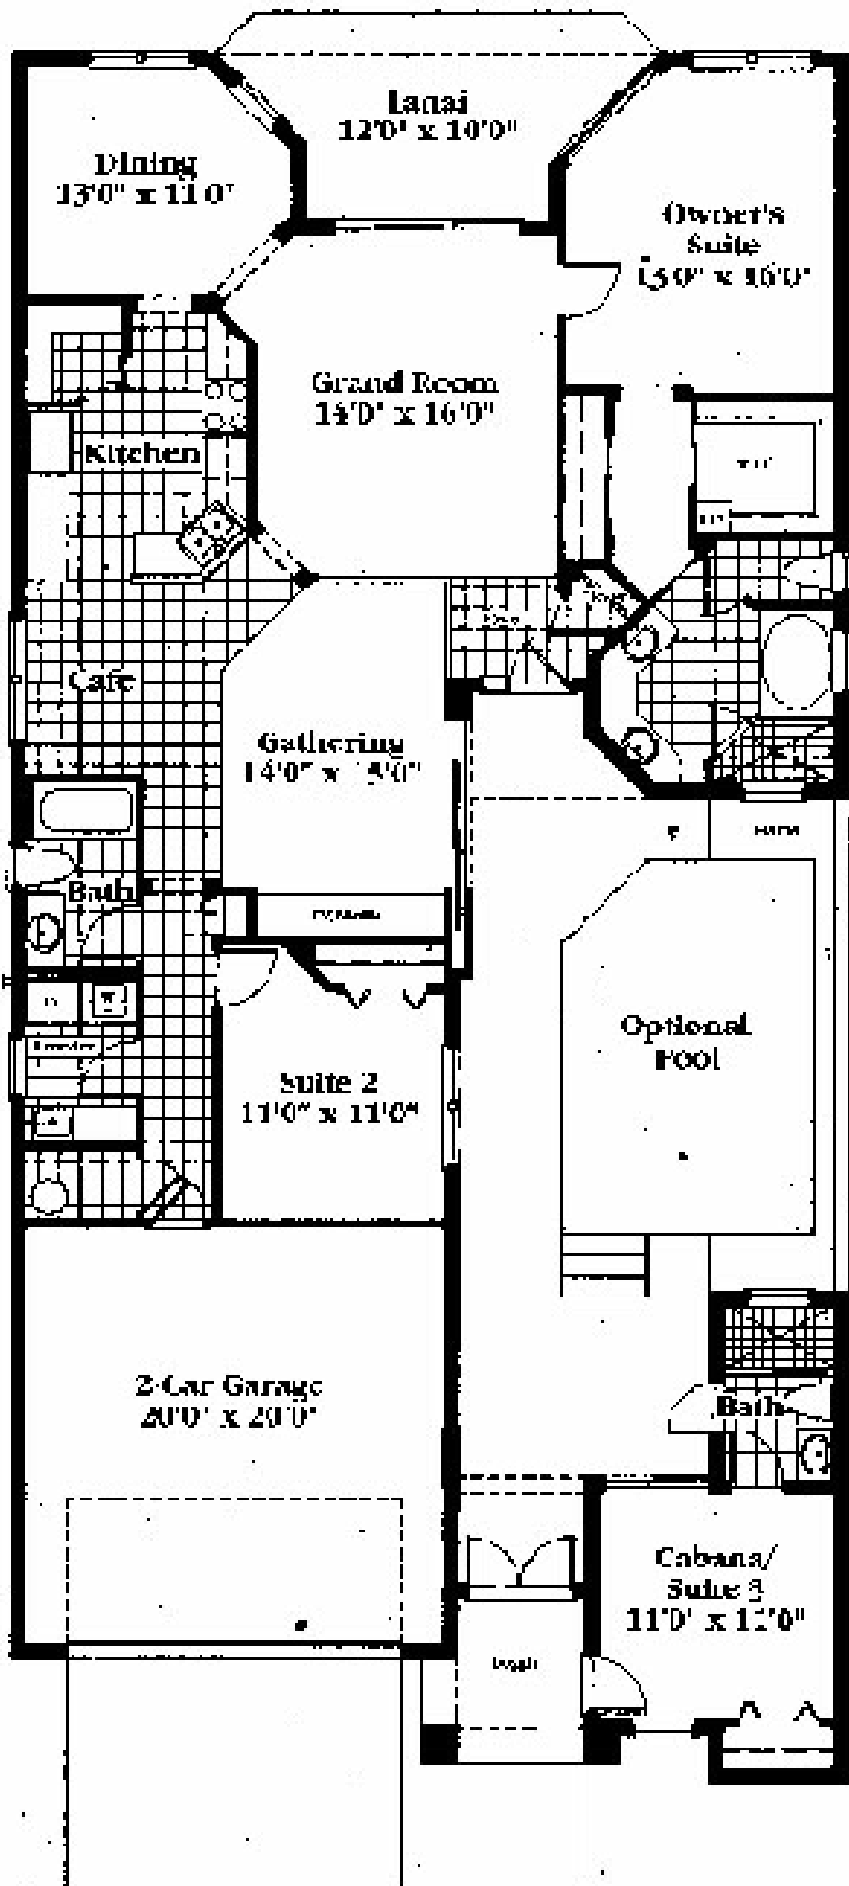 Lanai
12'0" x 10'0"
Dining
13'0" x 11'0"
Owner's
Suite
13'0" x 16'0"
Grand Room
16'0"
Kitchen
Cafe
Gathering
14'0" x 15'0"
Bath
Optional
Pool
Suite 2
11'0" x 11'0"
2-Car Garage
20'0" x 20'0"
Bath
Cabana/
Suite 3
11'0" x